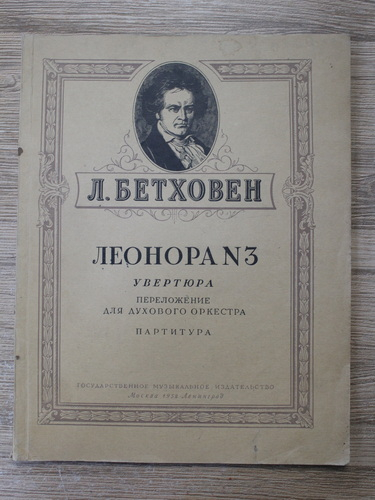 Л. БЕТХОВЕН
ЛЕОНОРА N3
УВЕРТЮРА
ПЕРЕЛОЖЕНИЕ
ДЛЯ ДУХОВОГО ОРКЕСТРА
ПАРТИТУРА
ГОСУДАРСТВЕННОЕ МУЗЫКАЛЬНОЕ ИЗДАТЕЛЬСТВО
Москва Ленинград